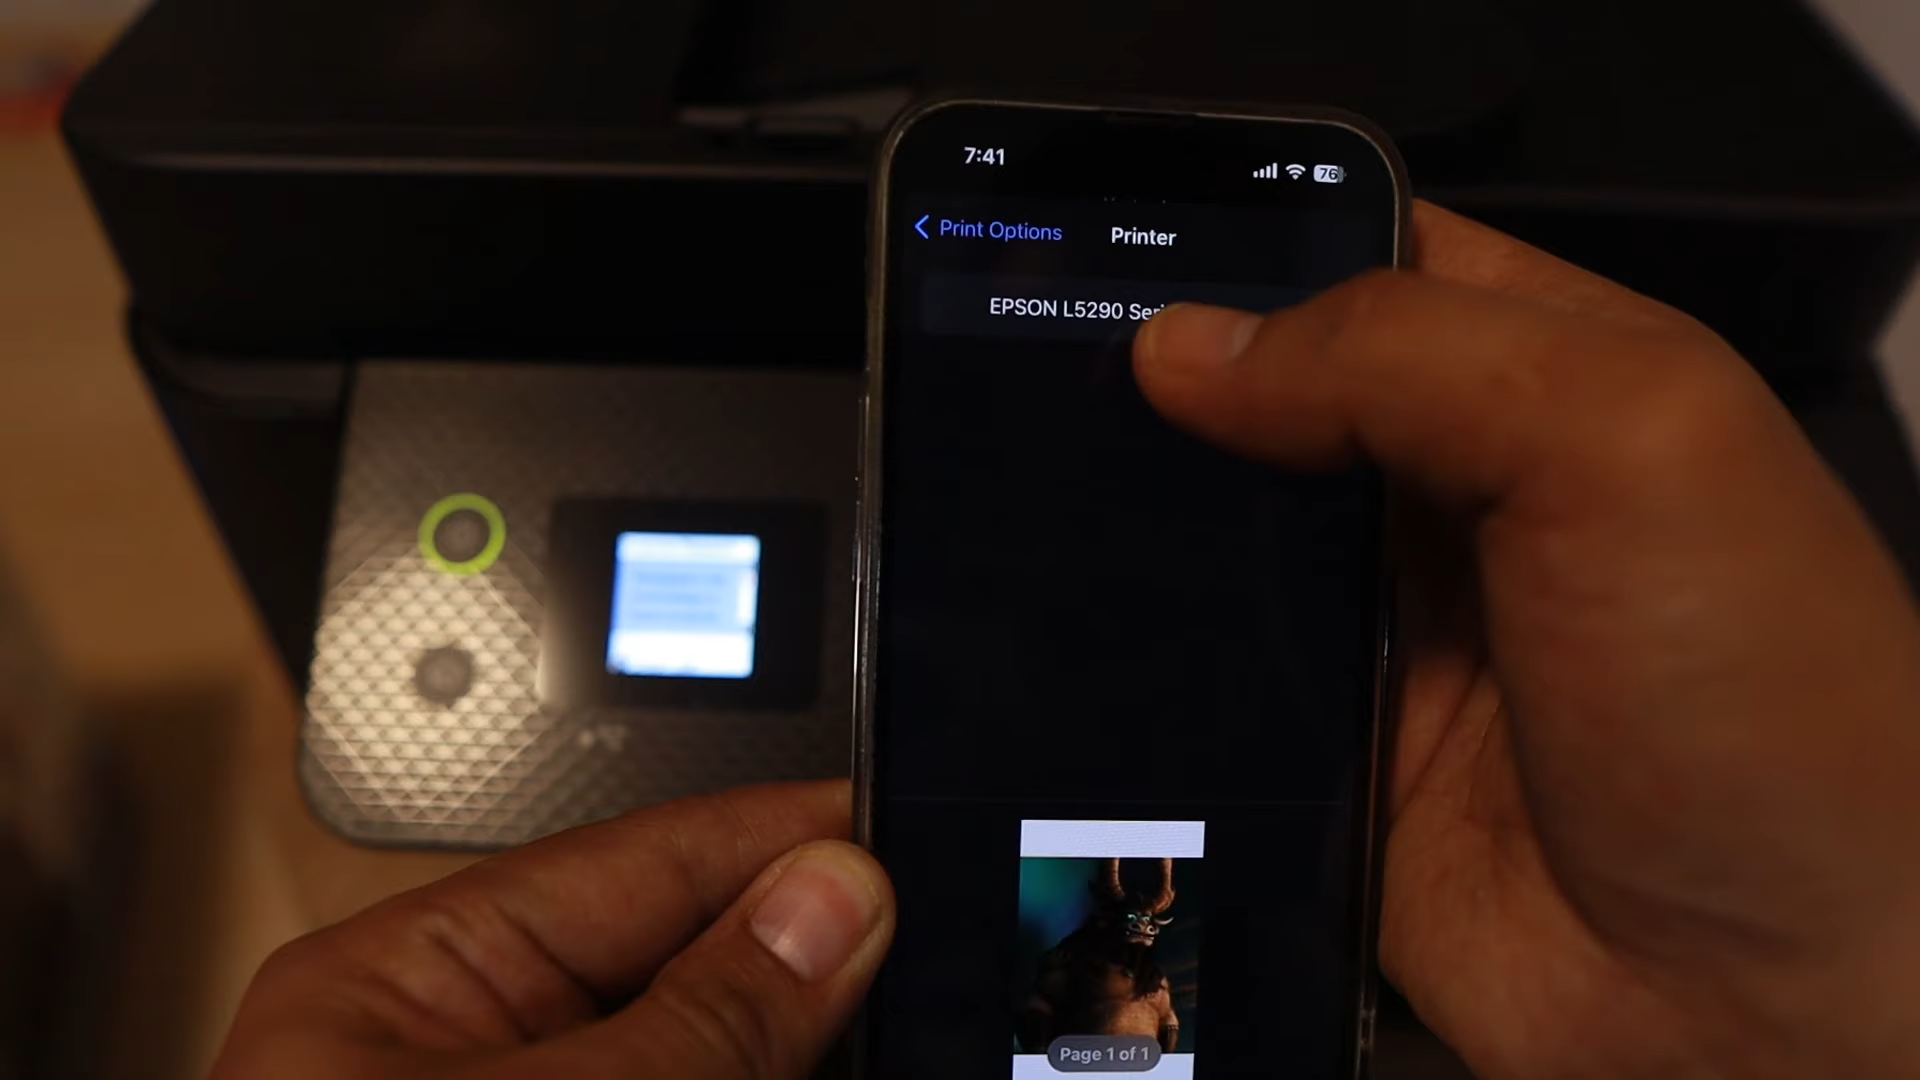 7:41
76
Print Options
Printer
EPSON L5290
Page 1 of 1